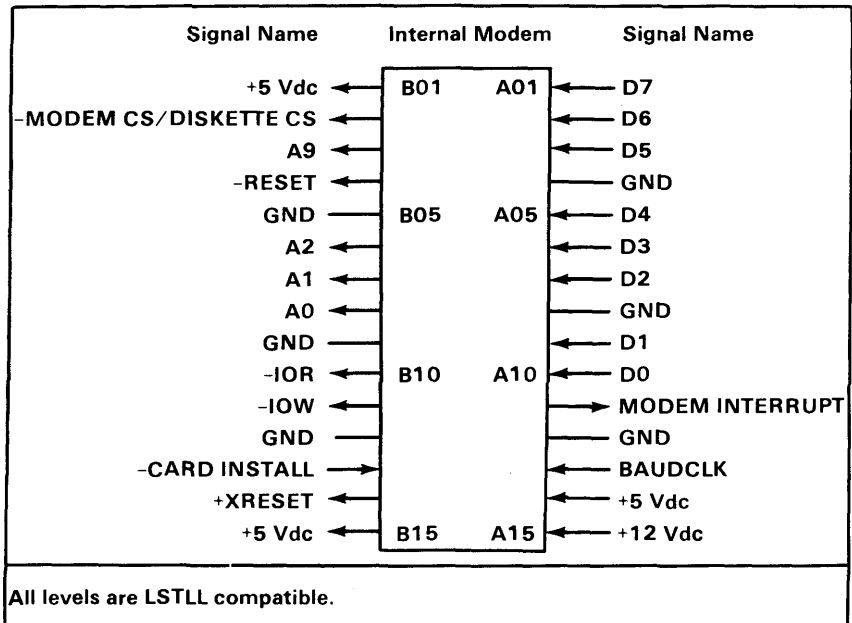 Signal Name Internal Modem Signal Name
+5 Vdc B01 A01 D7
-MODEM CS/DISKETTE CS D6
A9 D5
-RESET GND
GND B05 A05 D4
A2 D3
A1 D2
A0 GND
GND D1
-IOR B10 A10 D0
-IOW MODEM INTERRUPT
GND GND
-CARD INSTALL BAUDCLK
+XRESET +5 Vdc
+5 Vdc B15 A15 +12 Vdc
All levels are LSTLL compatible.